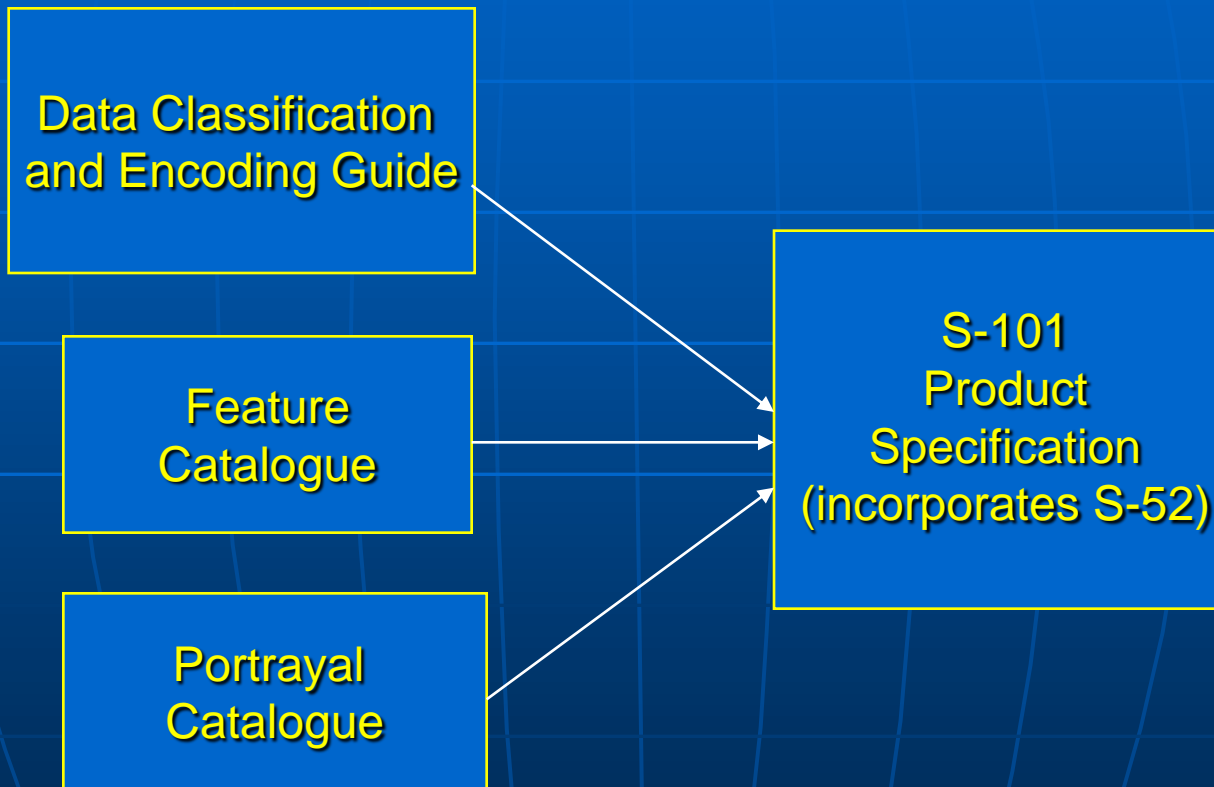 Data Classification
and Encoding Guide
Feature
Catalogue
Portrayal
Catalogue
S-101
Product
Specification
(incorporates S-52)